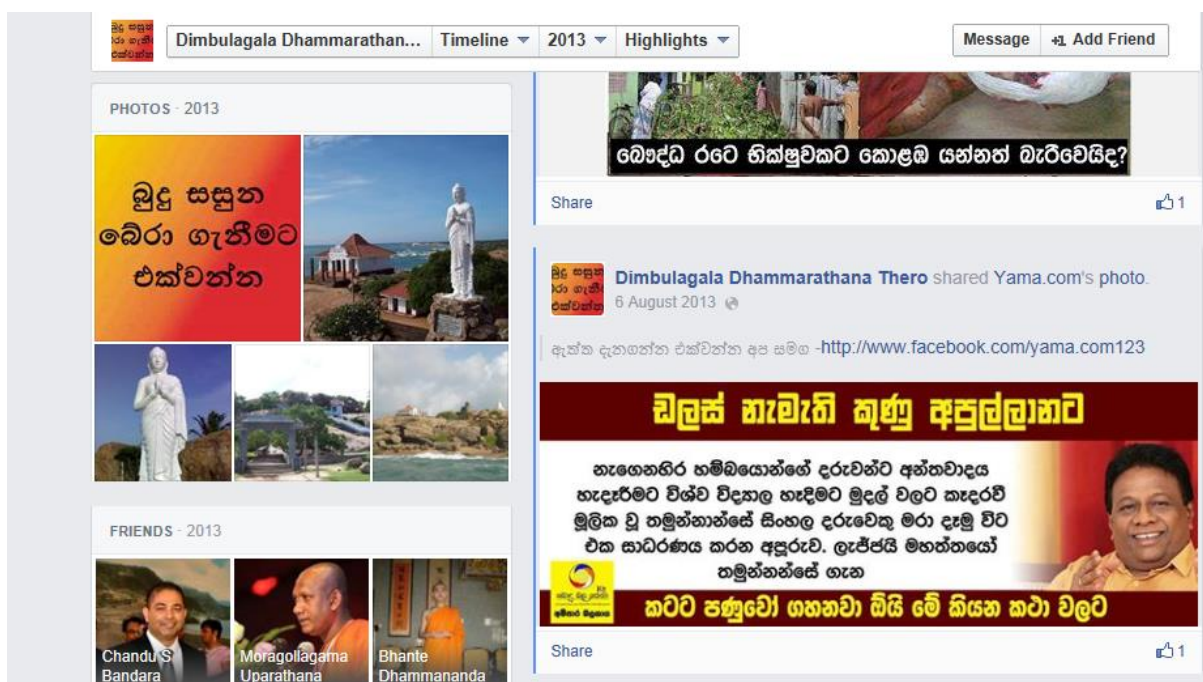 Dimbulagala Dhammarathan...
Timeline
2013
Highlights
Message
+1 Add Friend
PHOTOS · 2013
බුදු සසුන
බේරා ගැනීමට
එක්වන්න
FRIENDS · 2013
Chandu S
Bandara
Moragollagama
Uparathana
Bhante
Dhammananda
බෞද්ධ රටේ භික්ෂුවකට කොළඹ යන්නත් බැරිවෙයිද?
Share
1
Dimbulagala Dhammarathana Thero shared Yama.com's photo.
6 August 2013
ඇත්ත දැනගන්න එක්වන්න අප සමග -http://www.facebook.com/yama.com123
ඩලස් නැමැති කුණු අපුල්ලානට
නැගෙනහිර හම්බයොන්ගේ දරුවන්ට අන්තවාදය
හැදෑරීමට විශ්ව විද්‍යාල හෑදීමට මුදල් වලට කෑදරවී
මූලික වූ තමුන්නාන්සේ සිංහල දරුවෙකු මරා දැමු විට
එක සාධරණය කරන අපූරුව. ලැජ්ජයි මහත්තයෝ
තමුන්නන්සේ ගැන
කටට පණුවෝ ගහනවා ඕයි මේ කියන කථා වලට
Share
1